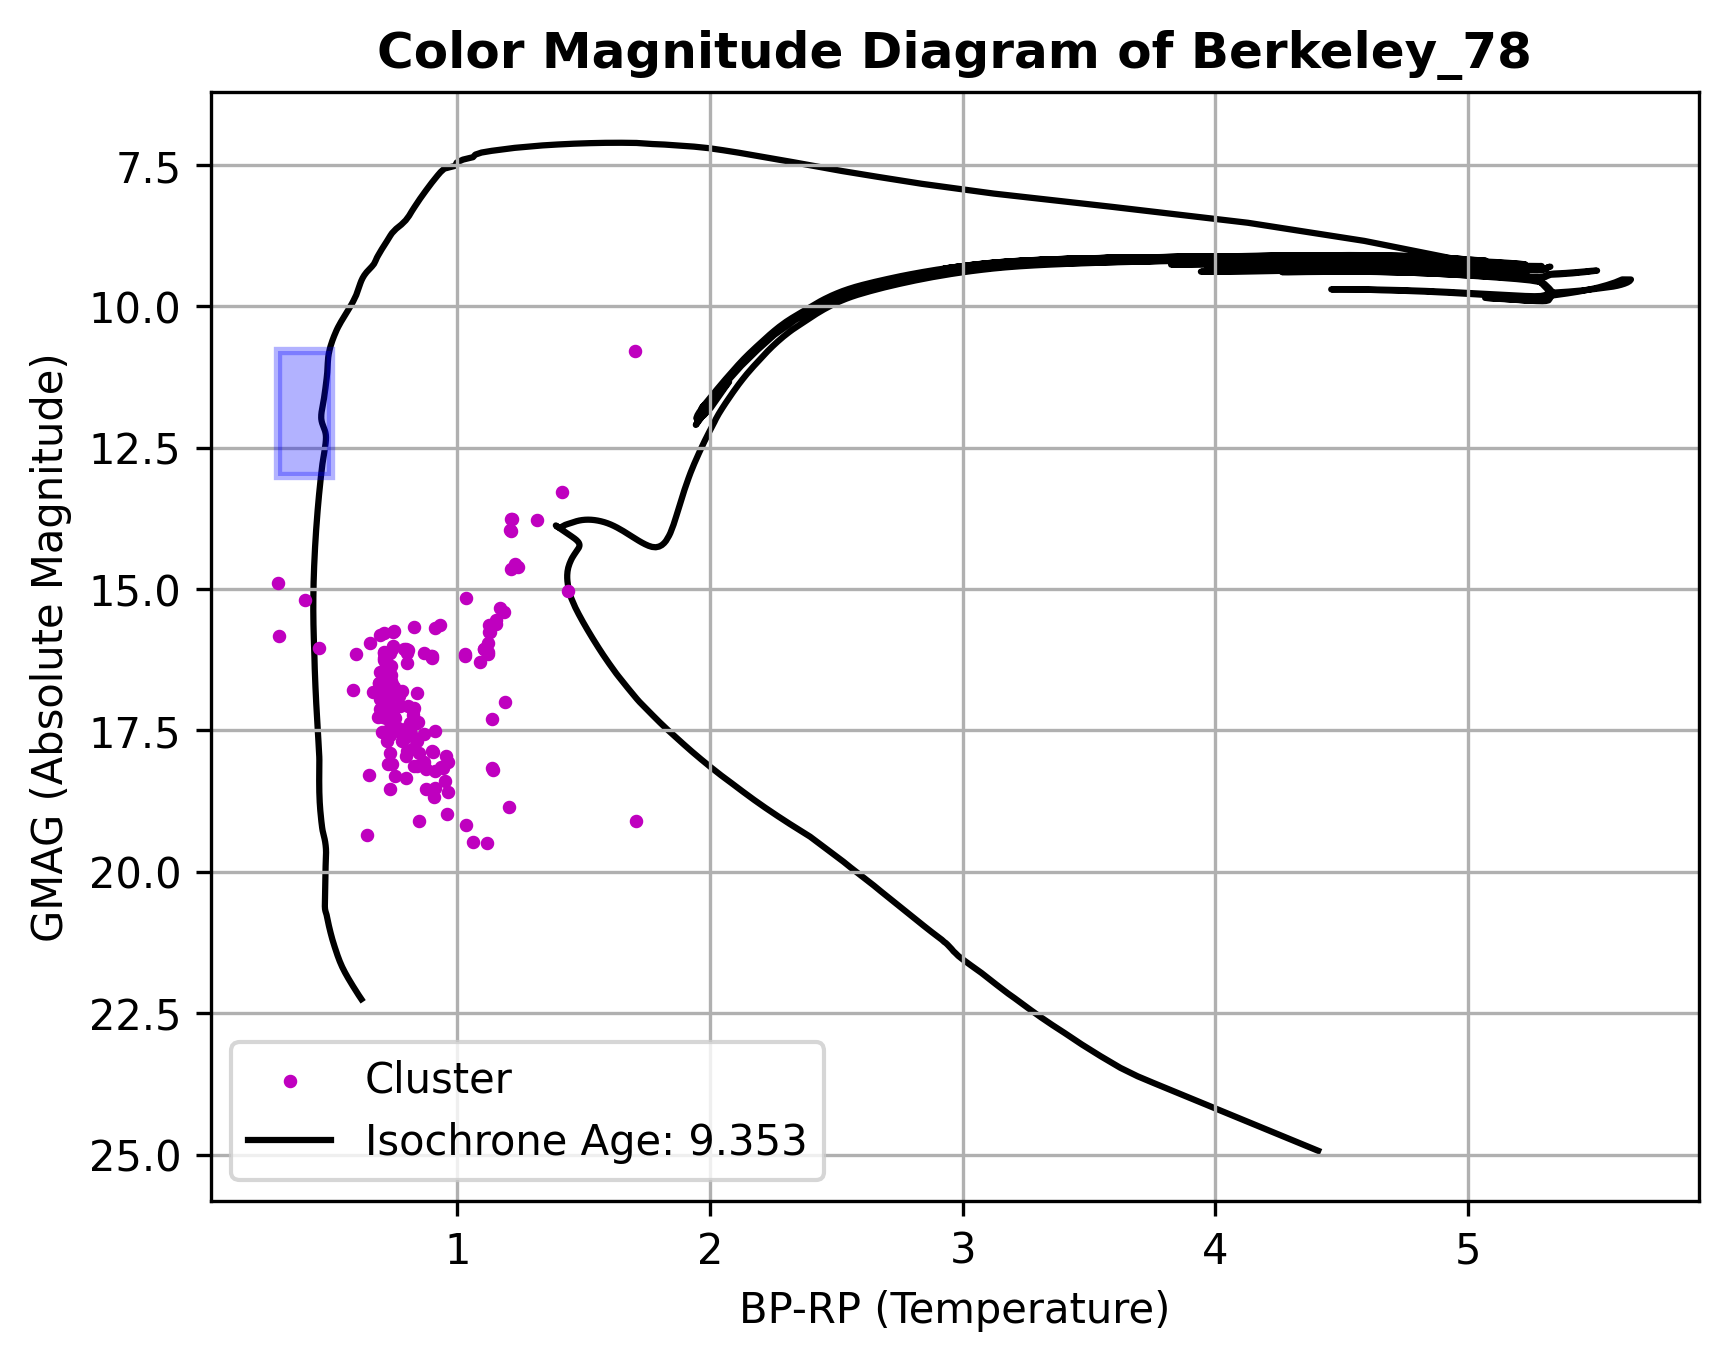 Color Magnitude Diagram of Berkeley_78
GMAG (Absolute Magnitude)
7.5
10.0
12.5
15.0
17.5
20.0
22.5
25.0
Cluster
Isochrone Age: 9.353
1 2 3 4 5
BP-RP (Temperature)